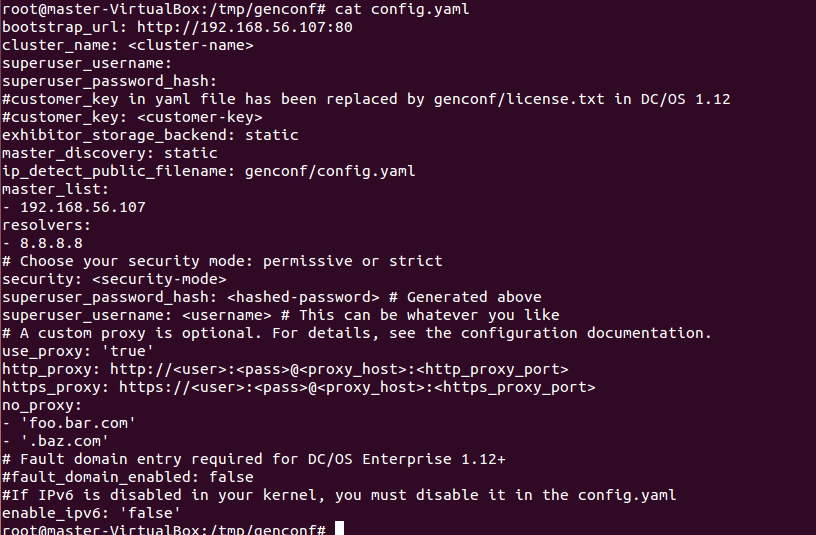 root@master-VirtualBox:/tmp/genconf# cat config.yaml
bootstrap_url: http://192.168.56.107:80
cluster_name: <cluster-name>
superuser_username:
superuser_password_hash:
#customer_key in yaml file has been replaced by genconf/license.txt in DC/OS 1.12
#customer_key: <customer-key>
exhibitor_storage_backend: static
master_discovery: static
ip_detect_public_filename: genconf/config.yaml
master_list:
- 192.168.56.107
resolvers:
- 8.8.8.8
# Choose your security mode: permissive or strict
security: <security-mode>
superuser_password_hash: <hashed-password> # Generated above
superuser_username: <username> # This can be whatever you like
# A custom proxy is optional. For details, see the configuration documentation.
use_proxy: 'true'
http_proxy: http://<user>:<pass>@<proxy_host>:<http_proxy_port>
https_proxy: https://<user>:<pass>@<proxy_host>:<https_proxy_port>
no_proxy:
- 'foo.bar.com'
- '.baz.com'
# Fault domain entry required for DC/OS Enterprise 1.12+
#fault_domain_enabled: false
#If IPv6 is disabled in your kernel, you must disable it in the config.yaml
enable_ipv6: 'false'
root@master-VirtualBox:/tmp/genconf#